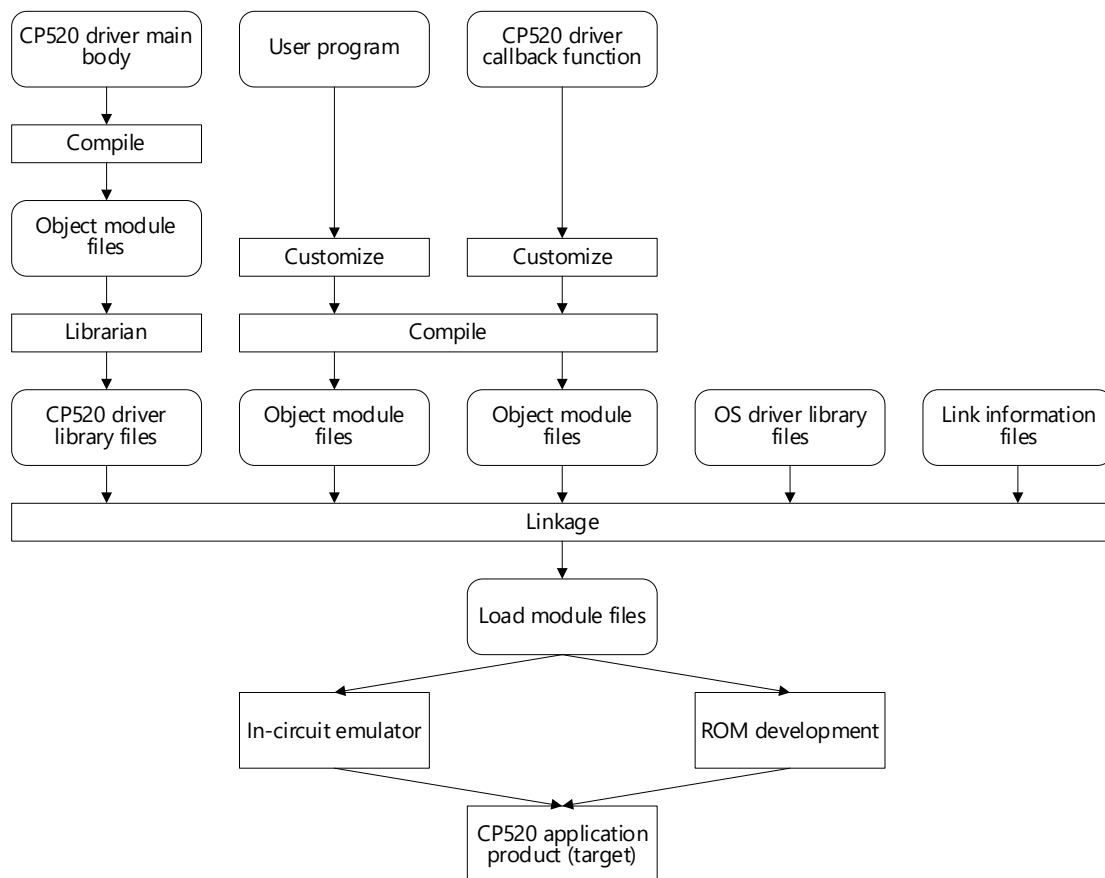 CP520 driver main
body
User program
CP520 driver
callback function
Compile
Object module
files
Customize
Customize
Librarian
Compile
CP520 driver
library files
Object module
files
Object module
files
OS driver library
files
Link information
files
Linkage
Load module files
In-circuit emulator
ROM development
CP520 application
product (target)